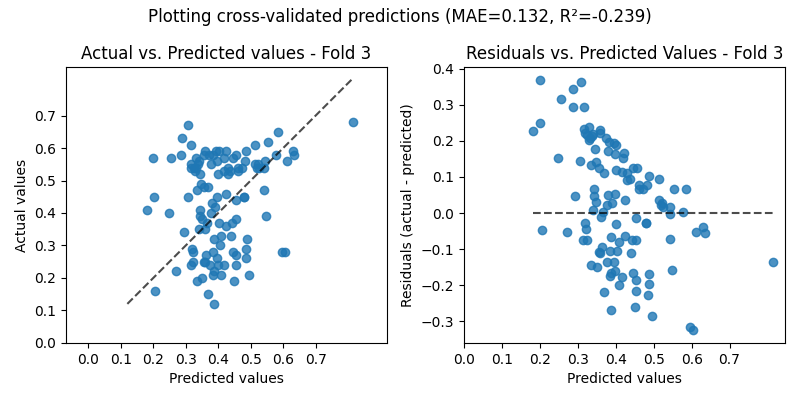 Plotting cross-validated predictions (MAE=0.132, R²=-0.239)
Actual vs. Predicted values - Fold 3
Actual values
0.7
0.6
0.5
0.4
0.3
0.2
0.1
0.0
0.0 0.1 0.2 0.3 0.4 0.5 0.6 0.7
Predicted values
Residuals vs. Predicted Values - Fold 3
Residuals (actual - predicted)
0.4
0.3
0.2
0.1
0.0
−0.1
−0.2
−0.3
0.0 0.1 0.2 0.3 0.4 0.5 0.6 0.7
Predicted values